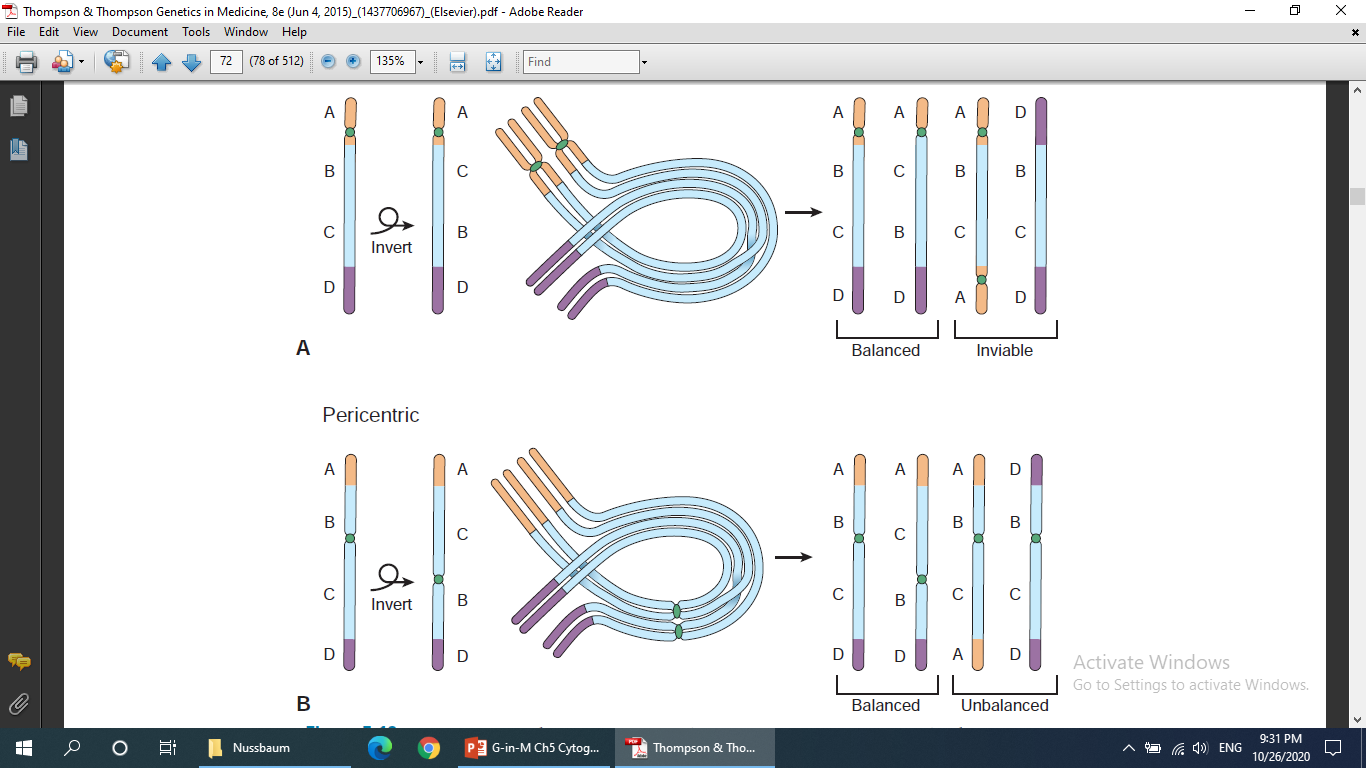 Thompson & Thompson Genetics in Medicine, 8e (Jun 4, 2015)_(1437706967)_(Elsevier).pdf - Adobe Reader
File Edit View Document Tools Window Help
72 (78 of 512) 135% Find
A A A A A D
B C B C B B
Invert
C B C B C C
D D D D A D
A
Balanced Inviable
Pericentric
A A A A A D
B C B C B B
Invert
C B C B C C
D D D D A D
B
Balanced Unbalanced
Activate Windows
Go to Settings to activate Windows.
Nussbaum G-in-M Ch5 Cytog... Thompson & Tho... ENG 9:31 PM
10/26/2020